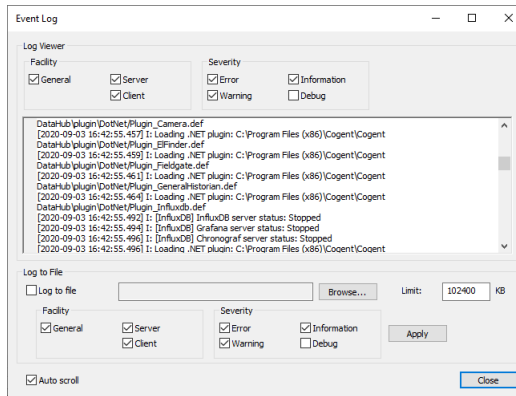 Event Log
Log Viewer
Facility
General
Server
Client
Severity
Error
Information
Warning
Debug
DataHub\plugin\DotNet/Plugin_Camera.def
[2020-09-03 16:42:55.457] I: Loading .NET plugin: C:\Program Files (x86)\Cogent\Cogent
DataHub\plugin\DotNet/Plugin_ElFinder.def
[2020-09-03 16:42:55.459] I: Loading .NET plugin: C:\Program Files (x86)\Cogent\Cogent
DataHub\plugin\DotNet/Plugin_Fieldgate.def
[2020-09-03 16:42:55.461] I: Loading .NET plugin: C:\Program Files (x86)\Cogent\Cogent
DataHub\plugin\DotNet/Plugin_GeneralHistorian.def
[2020-09-03 16:42:55.464] I: Loading .NET plugin: C:\Program Files (x86)\Cogent\Cogent
DataHub\plugin\DotNet/Plugin_Influxdb.def
[2020-09-03 16:42:55.492] I: [InfluxDB] InfluxDB server status: Stopped
[2020-09-03 16:42:55.494] I: [InfluxDB] Grafana server status: Stopped
[2020-09-03 16:42:55.496] I: [InfluxDB] Chronograf server status: Stopped
[2020-09-03 16:42:55.496] I: Loading .NET plugin: C:\Program Files (x86)\Cogent\Cogent
Log to File
Log to file
Browse...
Limit:
102400
KB
Facility
General
Server
Client
Severity
Error
Information
Warning
Debug
Apply
Auto scroll
Close